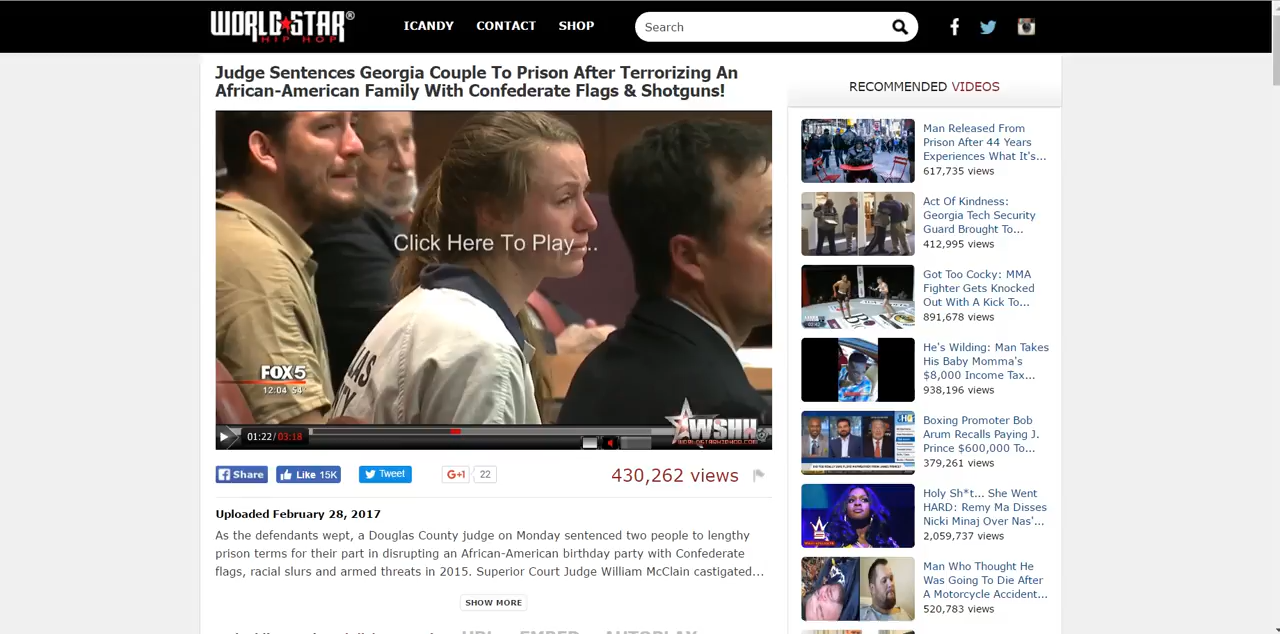 WORLD STAR®
HIP HOP
ICANDY CONTACT SHOP
Search
Judge Sentences Georgia Couple To Prison After Terrorizing An
African-American Family With Confederate Flags & Shotguns!
Click Here To Play ...
FOX5
12:04 54
WSHH
WORLDSTARHIPHOP.COM
01:22/03:18
Share
Like 15K
Tweet
G+1
22
430,262 views
Uploaded February 28, 2017
As the defendants wept, a Douglas County judge on Monday sentenced two people to lengthy
prison terms for their part in disrupting an African-American birthday party with Confederate
flags, racial slurs and armed threats in 2015. Superior Court Judge William McClain castigated...
SHOW MORE
URL EMBED AUTOPLAY
RECOMMENDED VIDEOS
Man Released From
Prison After 44 Years
Experiences What It's...
617,735 views
Act Of Kindness:
Georgia Tech Security
Guard Brought To...
412,995 views
Got Too Cocky: MMA
Fighter Gets Knocked
Out With A Kick To...
891,678 views
He's Wilding: Man Takes
His Baby Momma's
$8,000 Income Tax...
938,196 views
Boxing Promoter Bob
Arum Recalls Paying J.
Prince $600,000 To...
379,261 views
Holy Sh*t... She Went
HARD: Remy Ma Disses
Nicki Minaj Over Nas'...
2,059,737 views
Man Who Thought He
Was Going To Die After
A Motorcycle Accident...
520,783 views